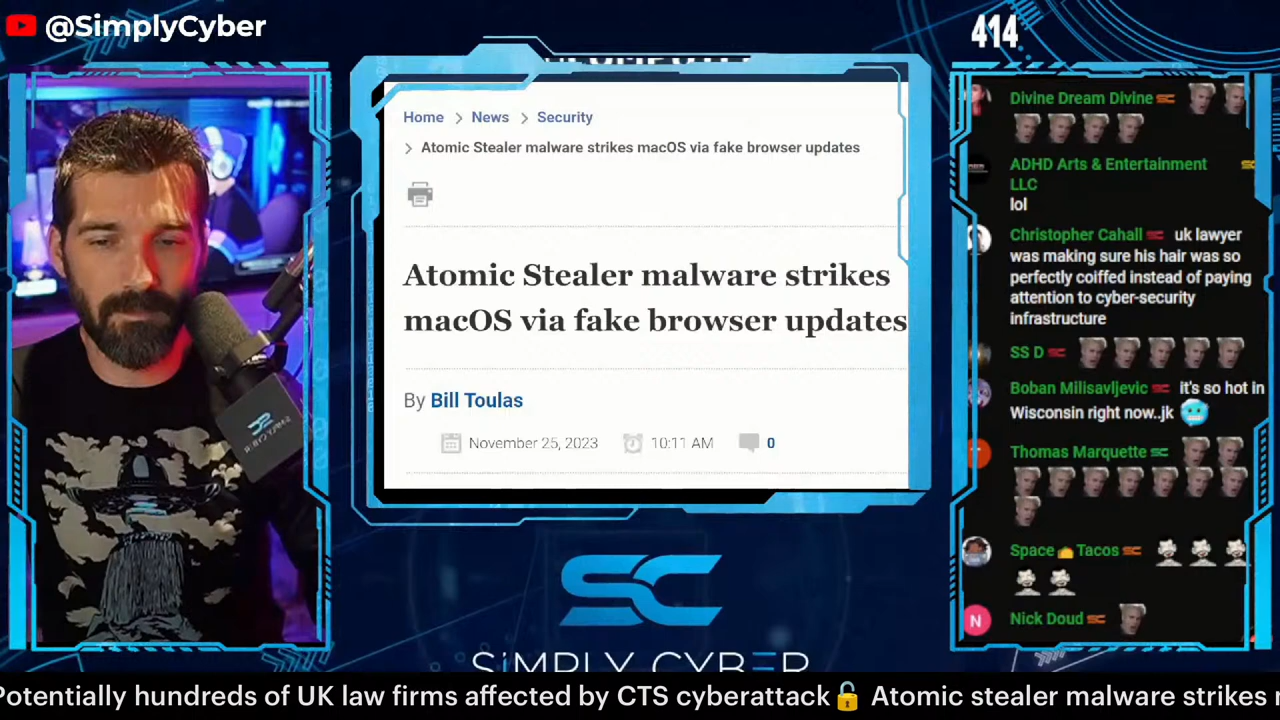 @SimplyCyber
414
Home > News > Security
> Atomic Stealer malware strikes macOS via fake browser updates
Atomic Stealer malware strikes
macOS via fake browser updates
By Bill Toulas
November 25, 2023 10:11 AM 0
SC
SIMPLY CYBER
Divine Dream Divine
ADHD Arts & Entertainment
LLC
lol
Christopher Cahall uk lawyer
was making sure his hair was so
perfectly coiffed instead of paying
attention to cyber-security
infrastructure
SS D
Boban Milisavljevic it's so hot in
Wisconsin right now..jk
Thomas Marquette
Space Tacos
N Nick Doud
Potentially hundreds of UK law firms affected by CTS cyberattack🔓 Atomic stealer malware strikes